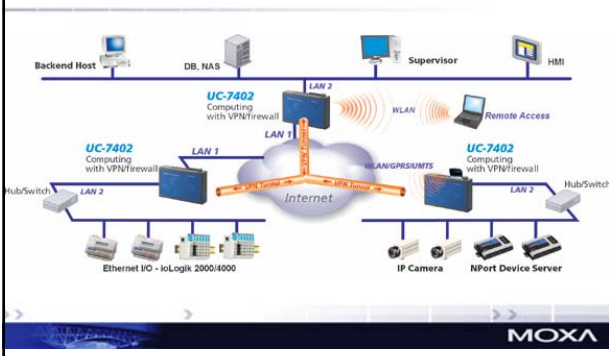 Backend Host
DB, NAS
Supervisor
HMI
LAN 2
UC-7402
Computing
with VPN/firewall
WLAN
Remote Access
LAN 1
UC-7402
Computing
with VPN/firewall
LAN 1
VPN Tunnel
WLAN/GPRS/UMTS
UC-7402
Computing
with VPN/firewall
Hub/Switch
LAN 2
VPN Tunnel
VPN Tunnel
Internet
LAN 2
Hub/Switch
Ethernet I/O - ioLogik 2000/4000
IP Camera
NPort Device Server
MOXA